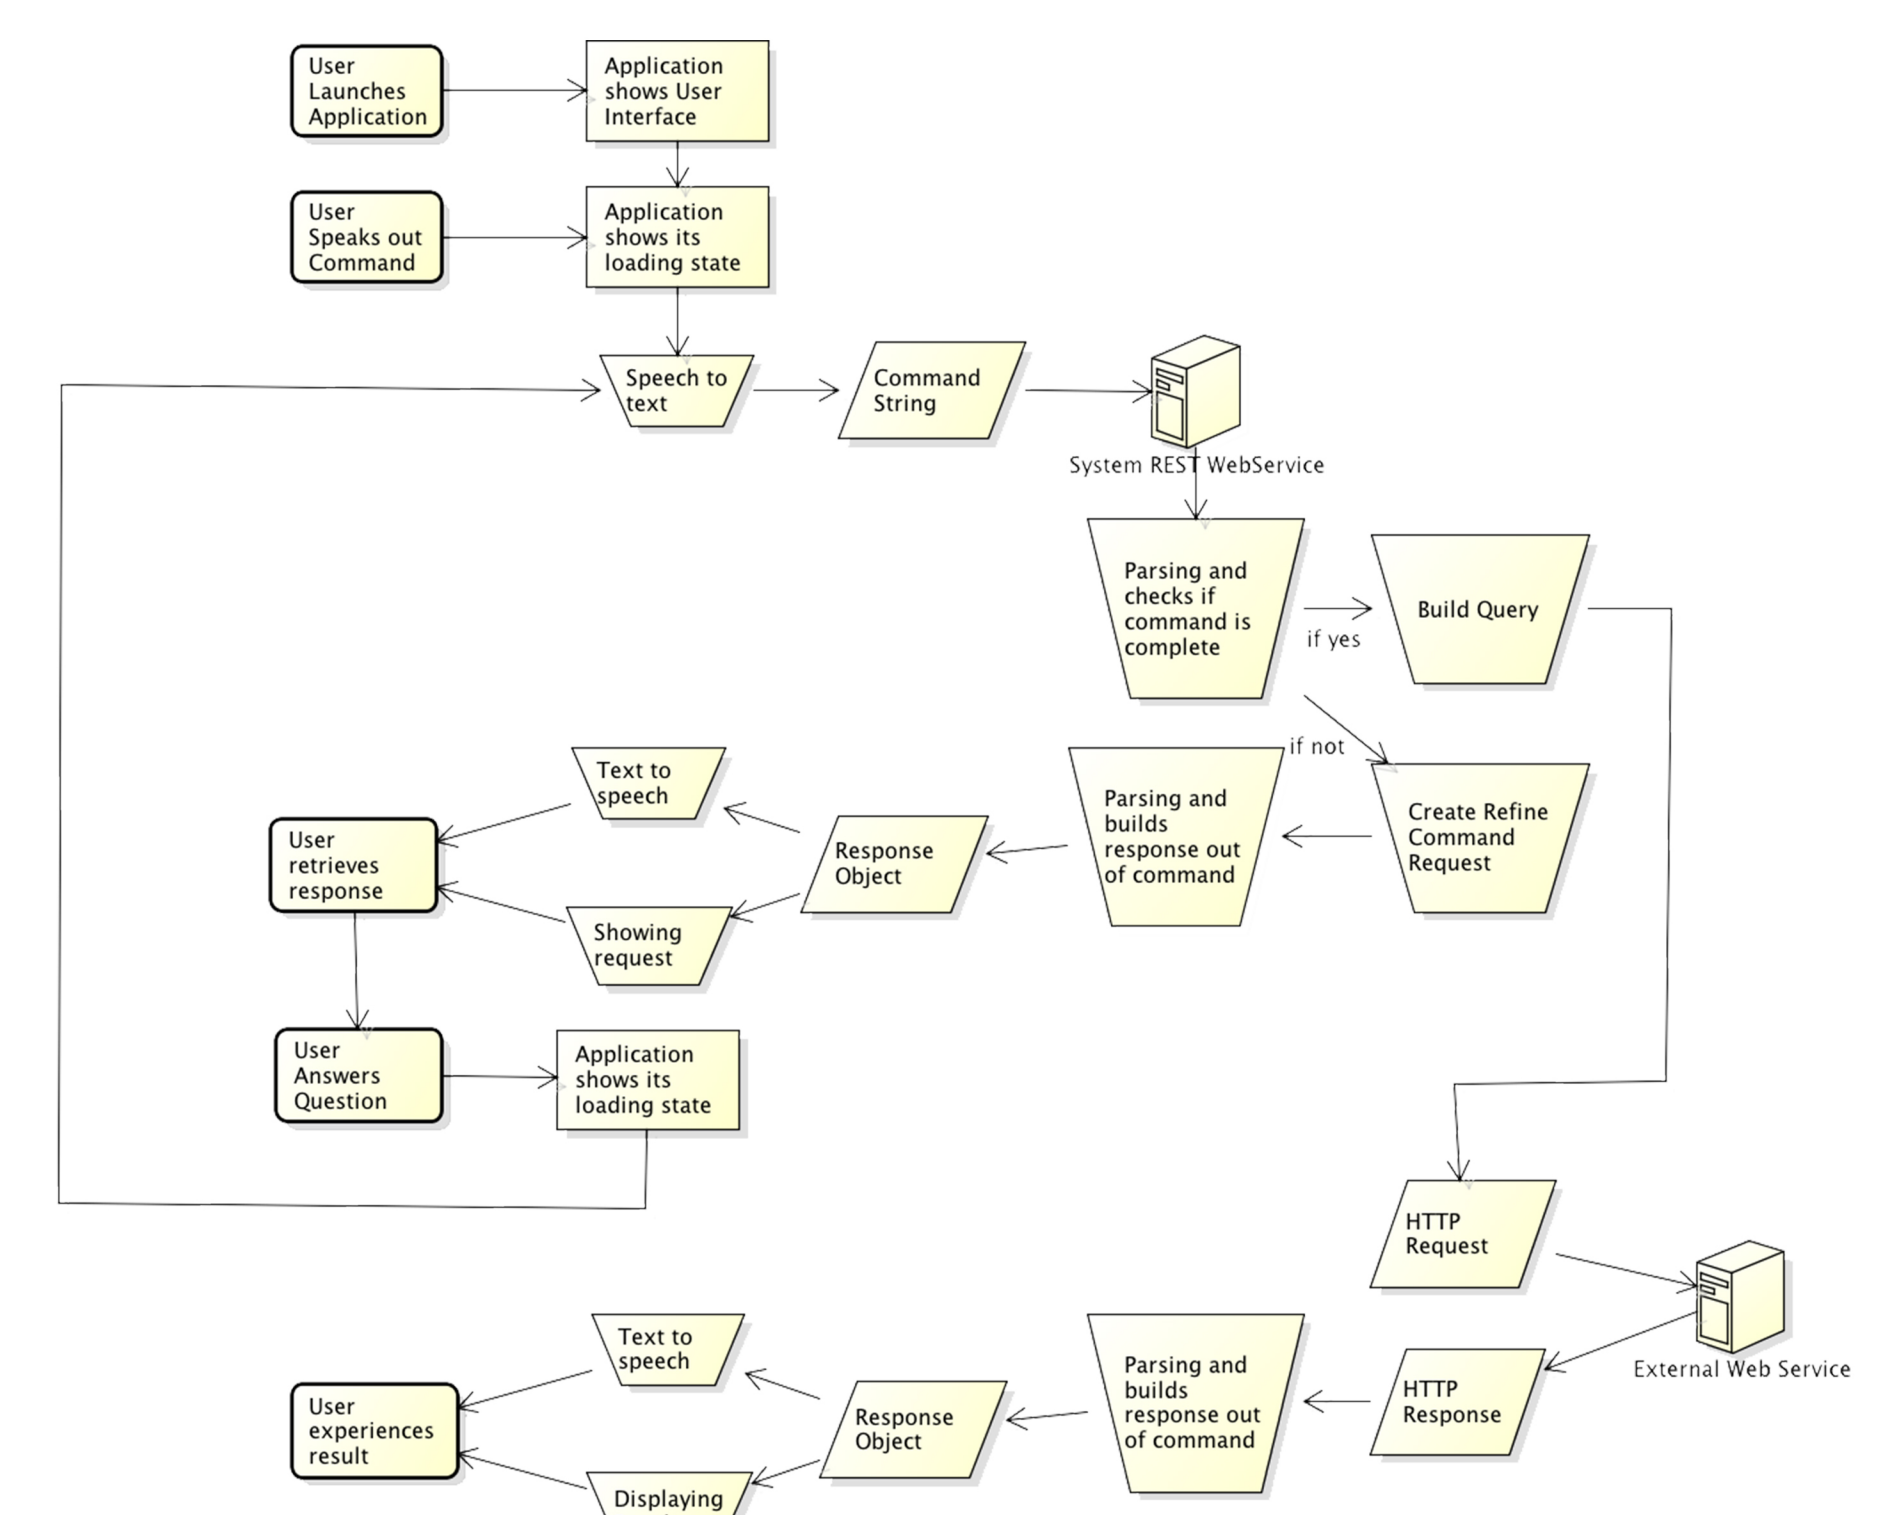 User
Launches
Application
Application
shows User
Interface
User
Speaks out
Command
Application
shows its
loading state
Speech to
text
Command
String
System REST WebService
Parsing and
checks if
command is
complete
if yes
Build Query
if not
Create Refine
Command
Request
Parsing and
builds
response out
of command
Response
Object
Text to
speech
Showing
request
User
retrieves
response
User
Answers
Question
Application
shows its
loading state
HTTP
Request
External Web Service
HTTP
Response
Parsing and
builds
response out
of command
Response
Object
Text to
speech
Displaying
User
experiences
result